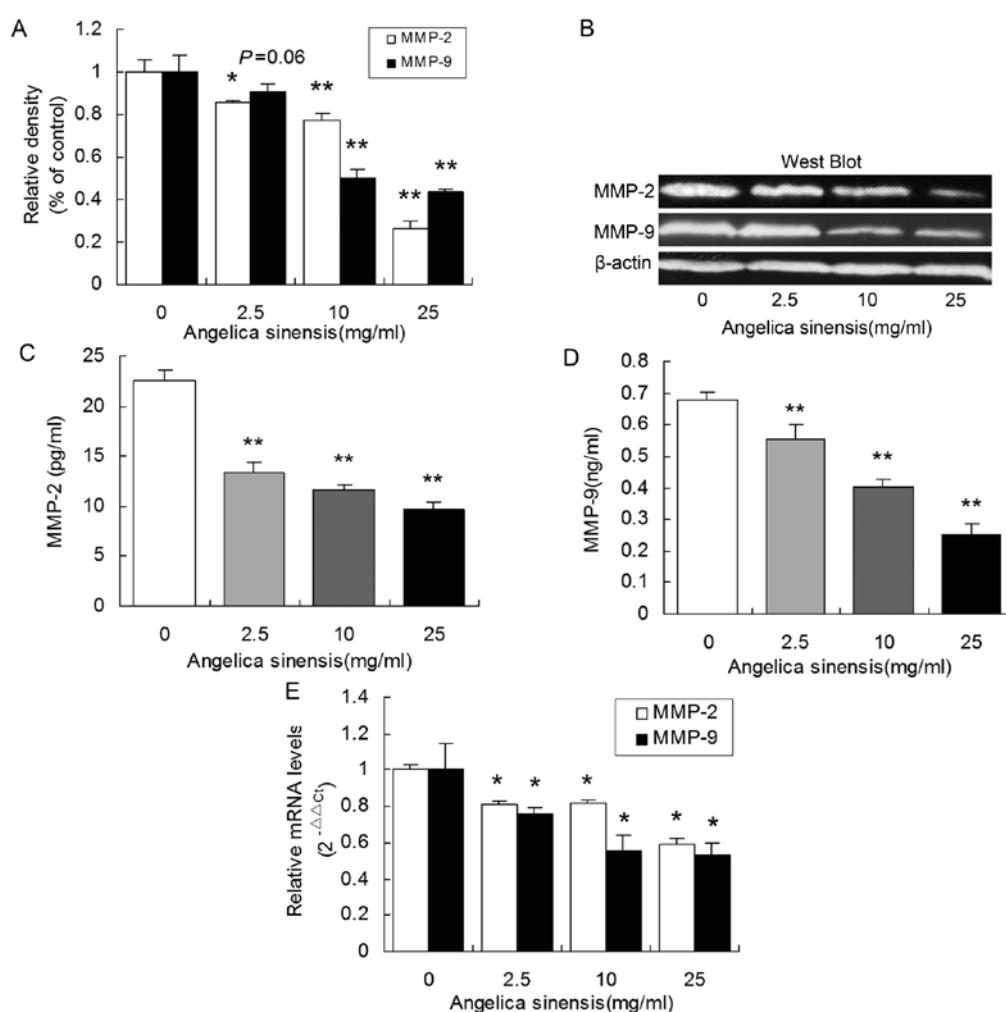 A
Relative density
(% of control)
1.2
1
0.8
0.6
0.4
0.2
0
MMP-2
MMP-9
*
P=0.06
**
**
**
**
0 2.5 10 25
Angelica sinensis(mg/ml)
B
West Blot
MMP-2
MMP-9
β-actin
0 2.5 10 25
Angelica sinensis(mg/ml)
C
MMP-2 (pg/ml)
25
20
15
10
5
0
**
**
**
0 2.5 10 25
Angelica sinensis(mg/ml)
D
MMP-9(ng/ml)
0.7
0.6
0.5
0.4
0.3
0.2
0.1
0
**
**
**
0 2.5 10 25
Angelica sinensis(mg/ml)
E
Relative mRNA levels
(2 -△△Ct)
1.4
1.2
1
0.8
0.6
0.4
0.2
0
MMP-2
MMP-9
*
*
*
*
*
*
0 2.5 10 25
Angelica sinensis(mg/ml)